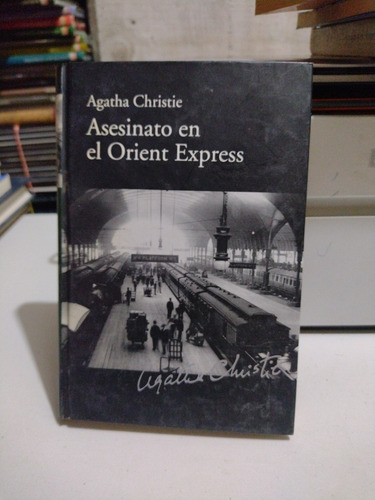 Agatha Christie
Asesinato en
el Orient Express
Agatha Christie